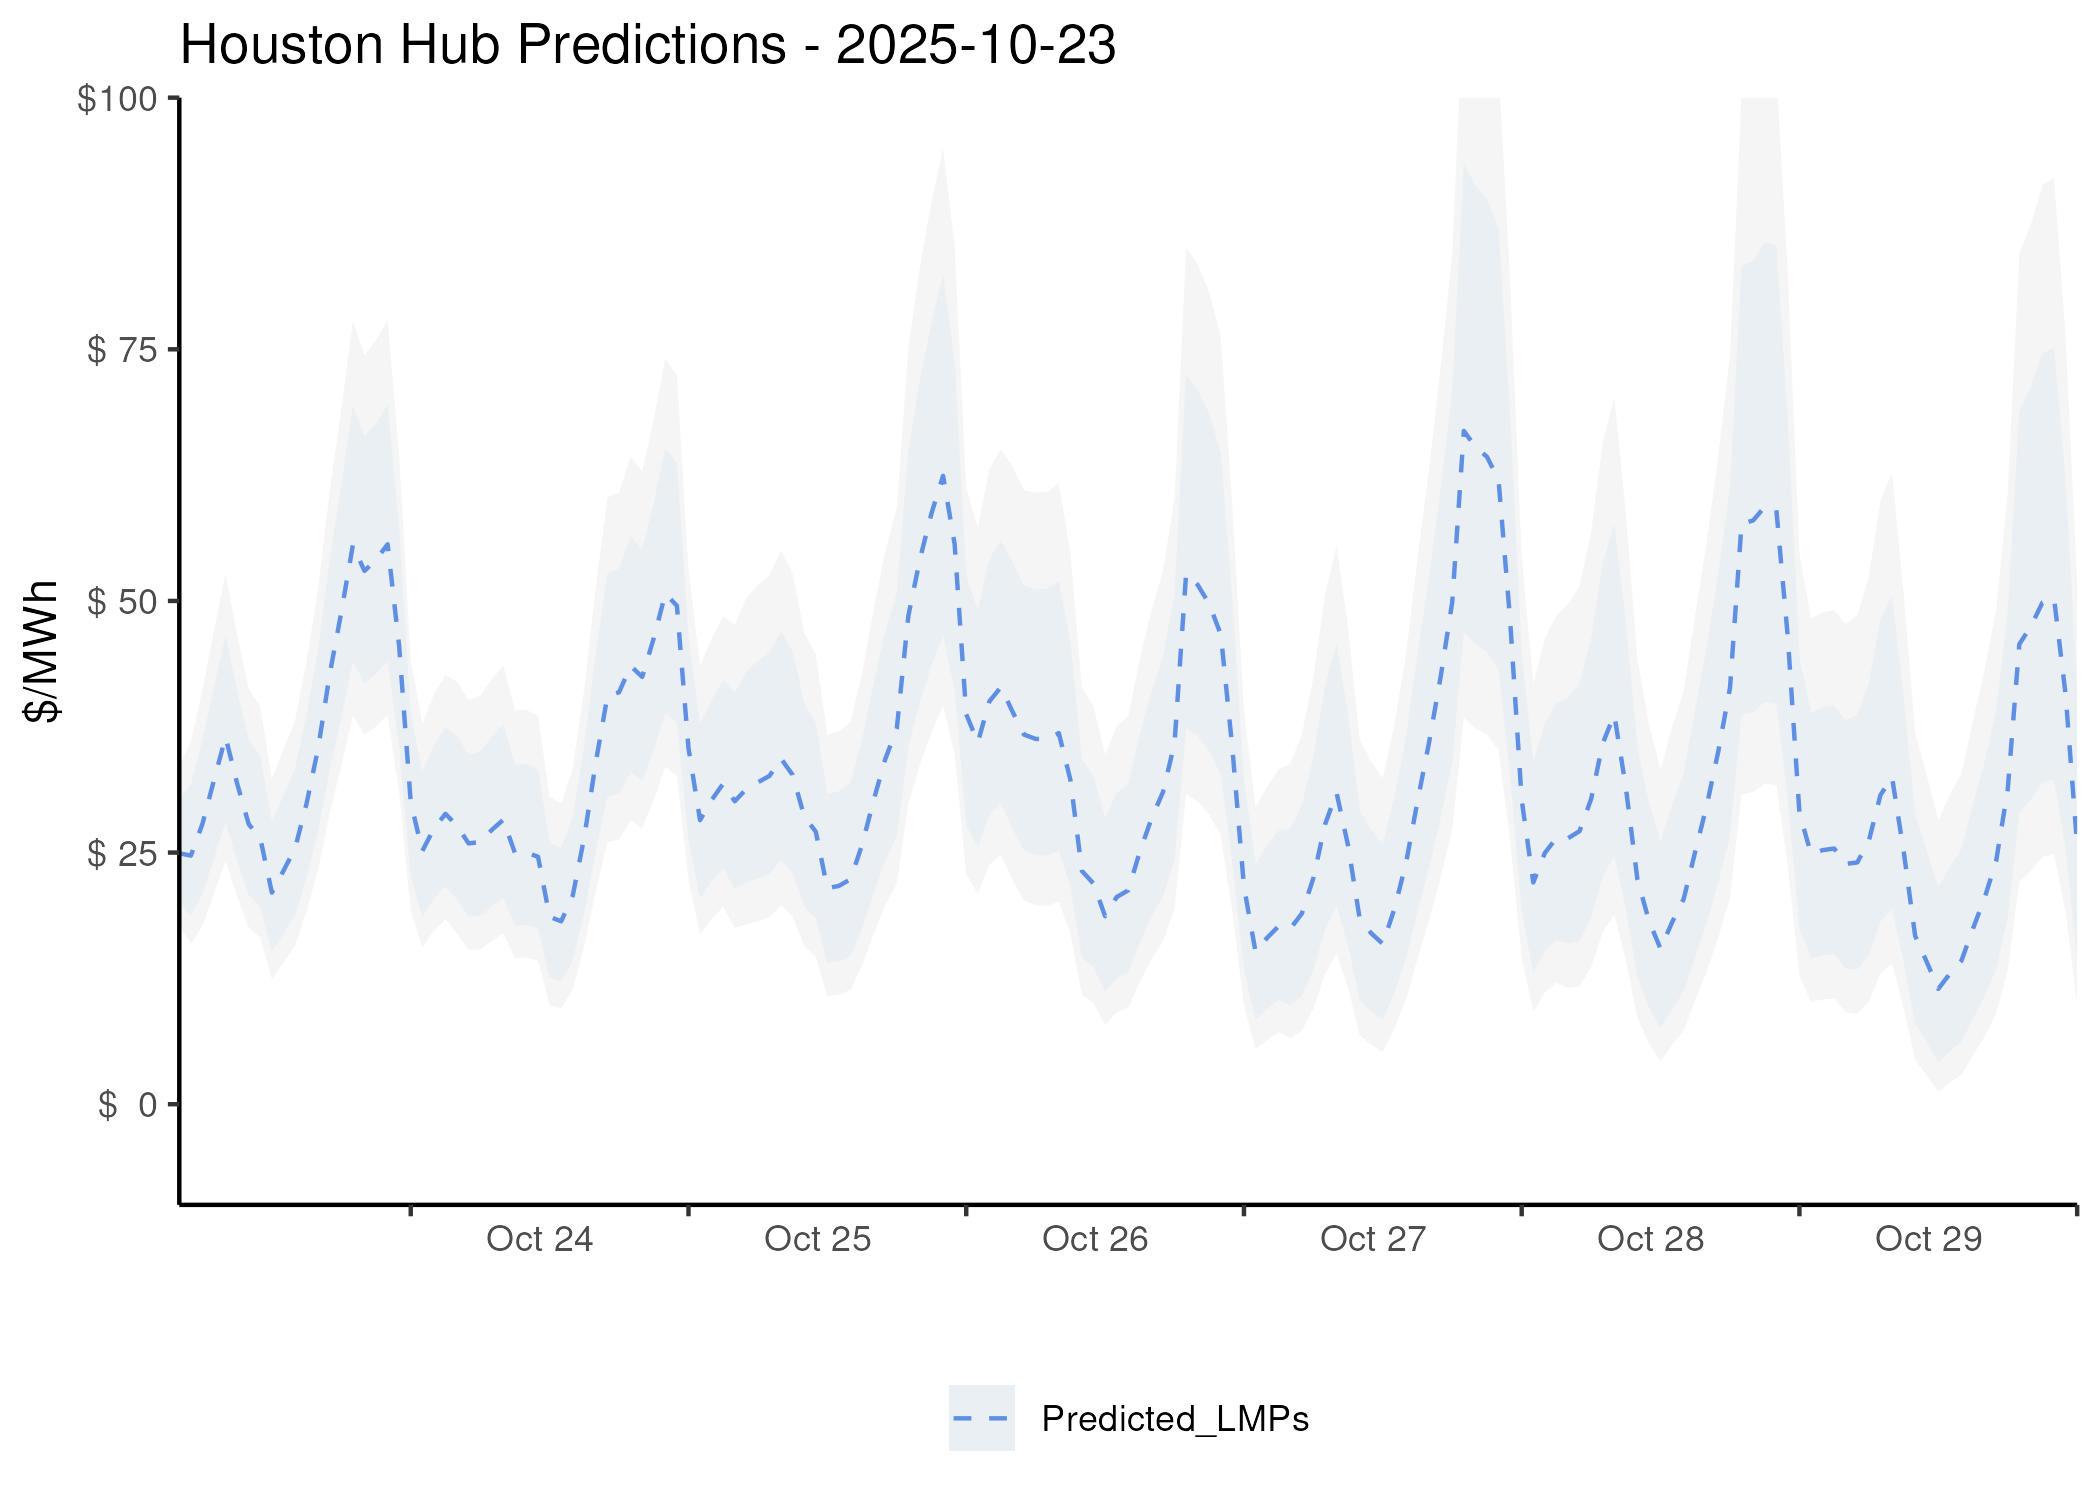 Houston Hub Predictions - 2025-10-23
$100
$ 75
$ 50
$ 25
$  0
$/MWh
Oct 24 Oct 25 Oct 26 Oct 27 Oct 28 Oct 29
Predicted_LMPs